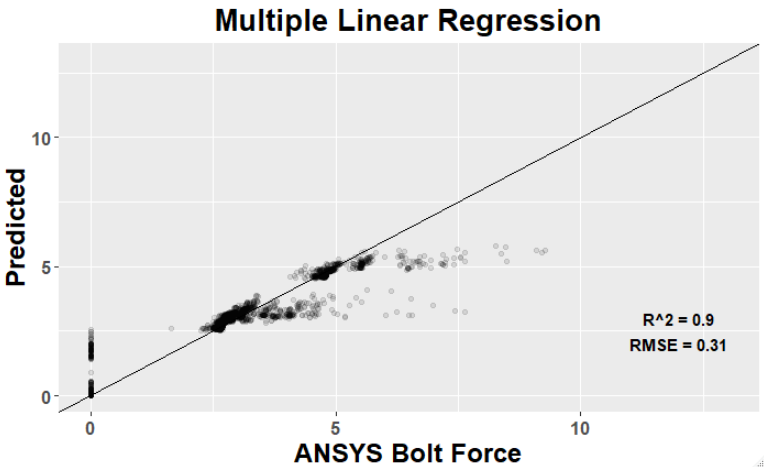 Multiple Linear Regression
Predicted
10
5
0
R^2 = 0.9
RMSE = 0.31
0 5 10
ANSYS Bolt Force